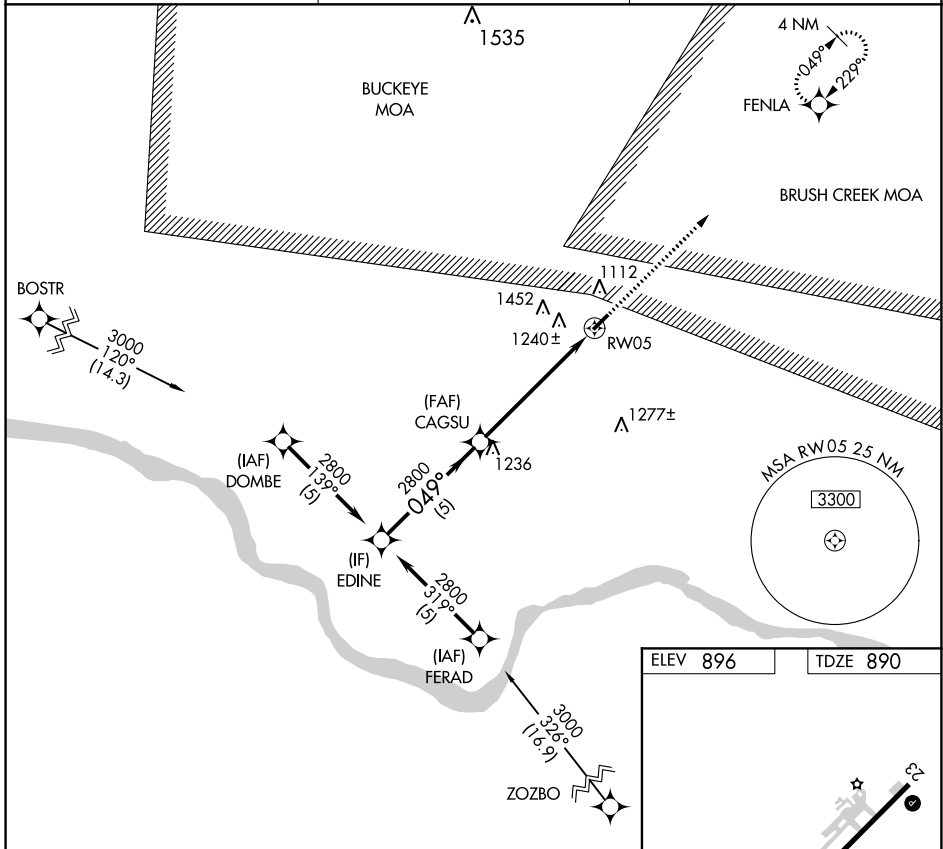 1535
4 NM
049°
229°
BUCKEYE
MOA
FENLA
BRUSH CREEK MOA
BOSTR
3000
120°
(14.3)
1112
1452
1240±
RW05
(FAF)
CAGSU
1277±
1236
(IAF)
DOMBE
2800
139°
(5)
2800
049°
(5)
MSA RW05 25 NM
3300
(IF)
EDINE
2800
319°
(5)
(IAF)
FERAD
3000
326°
(16.9)
ZOZBO
ELEV 896
TDZE 890
23
P